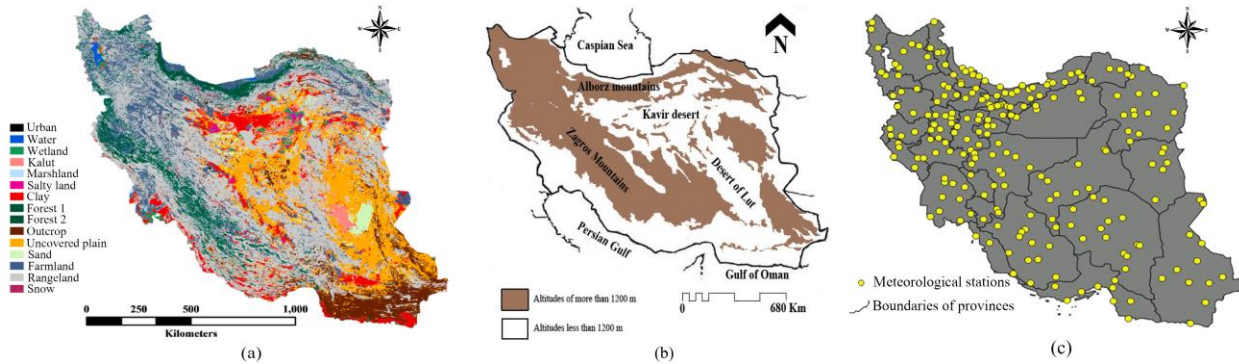 Urban
Water
Wetland
Kalut
Marshland
Salty land
Clay
Forest 1
Forest 2
Outcrop
Uncovered plain
Sand
Farmland
Rangeland
Snow
0 500 1,000
Kilometers
(a)
N
Caspian Sea
Alborz mountains
Kavir desert
Zagros Mountains
Desert of Lut
Persian Gulf
Gulf of Oman
Altitudes of more than 1200 m
Altitudes less than 1200 m
0 680 Km
(b)
Meteorological stations
Boundaries of provinces
(c)